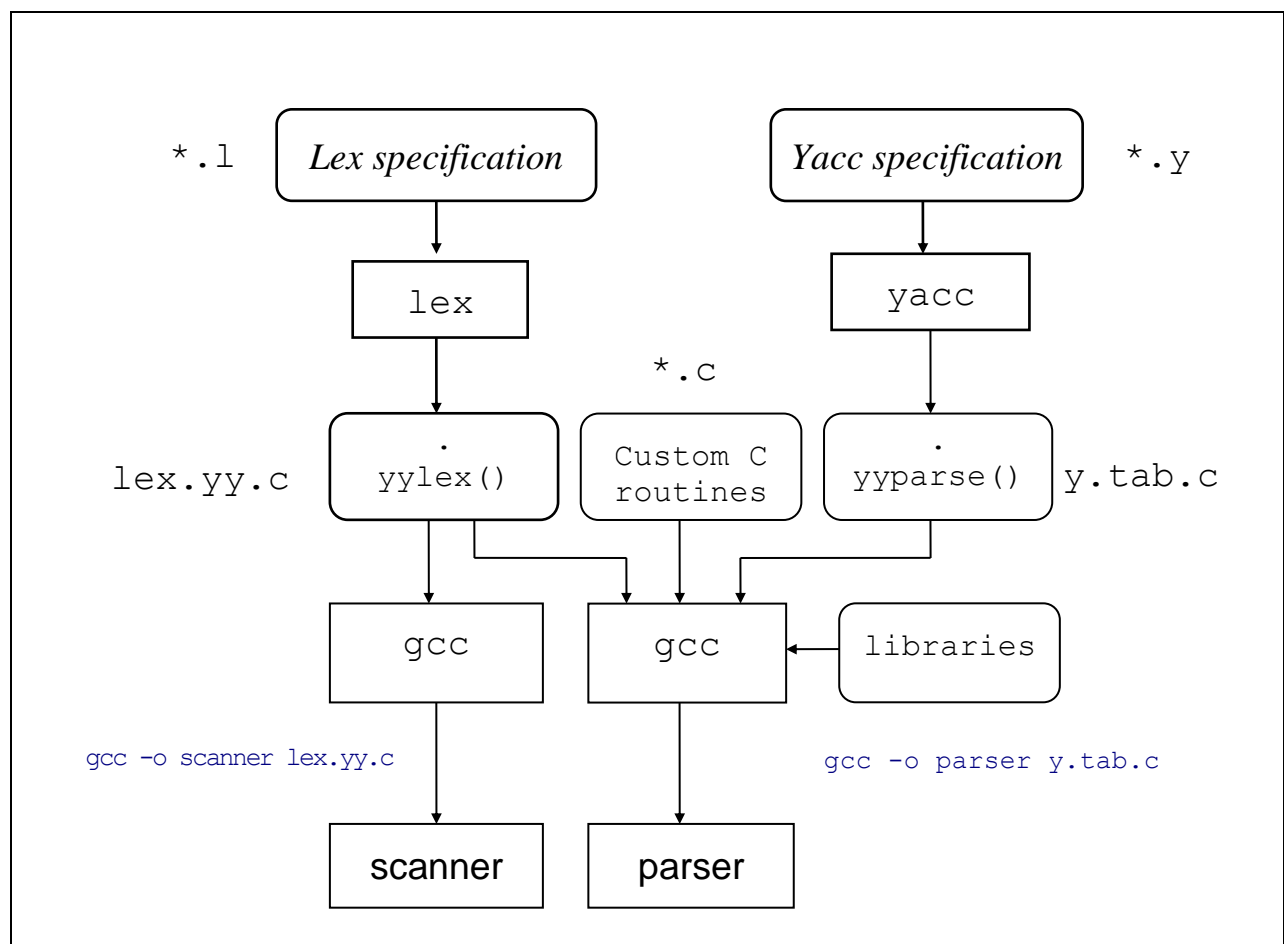 *.l
Lex specification
Yacc specification
*.y
lex
yacc
*.c
lex.yy.c
.
yylex()
Custom C
routines
.
yyparse()
y.tab.c
gcc
gcc
libraries
gcc -o scanner lex.yy.c
gcc -o parser y.tab.c
scanner
parser